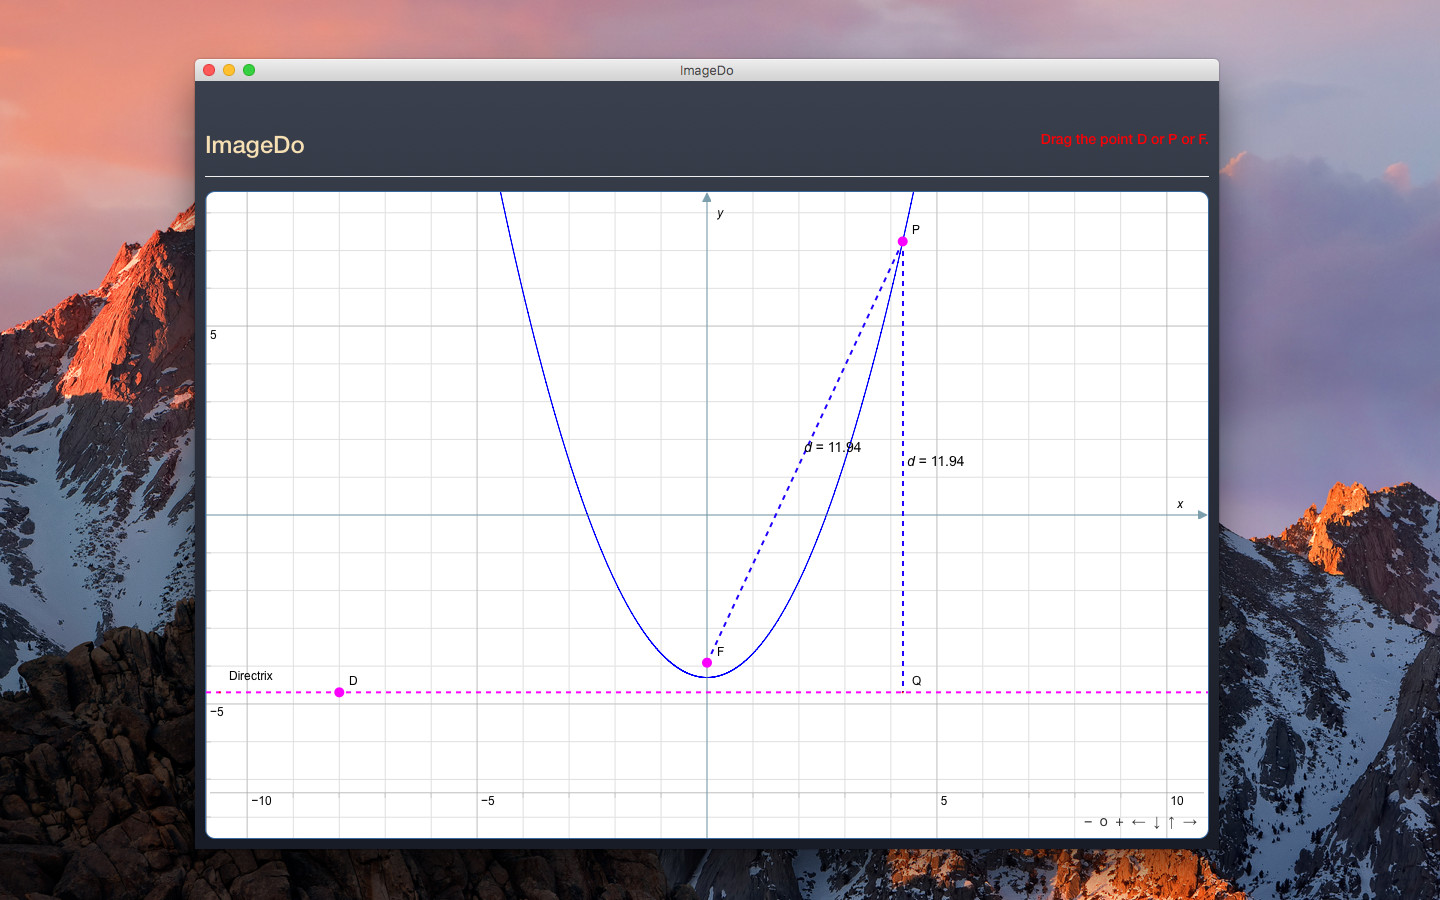 ImageDo
ImageDo
Drag the point D or P or F.
y
P
5
d = 11.94
d = 11.94
x
F
Directrix
D
Q
−5
−10
−5
5
10
− o + ← ↓ ↑ →